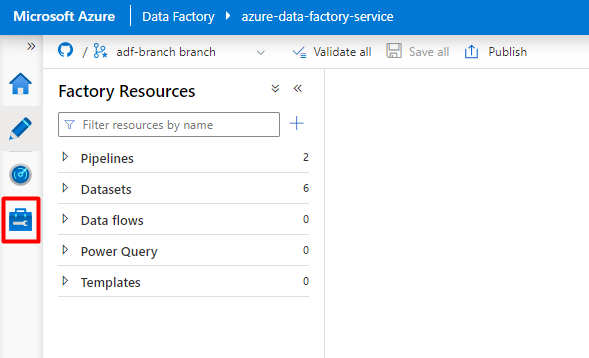 Microsoft Azure Data Factory > azure-data-factory-service
» / adf-branch branch Validate all Save all Publish
Factory Resources «
Filter resources by name +
Pipelines 2
Datasets 6
Data flows 0
Power Query 0
Templates 0